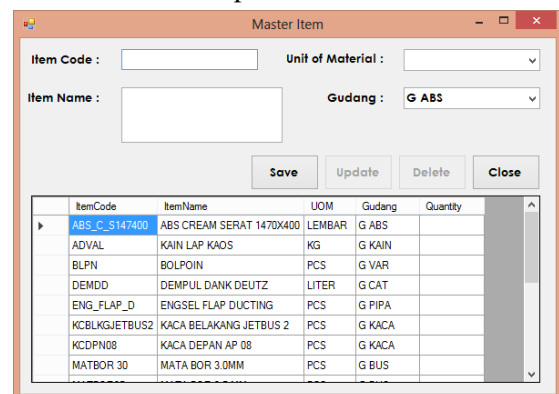 Master Item
Item Code : Unit of Material :
Item Name : Gudang : G ABS
Save Update Delete Close
ItemCode ItemName UOM Gudang Quantity
ABS_C_S147400 ABS CREAM SERAT 1470X400 LEMBAR G ABS
ADVAL KAIN LAP KAOS KG G KAIN
BLPN BOLPOIN PCS G VAR
DEMDD DEMPUL DANK DEUTZ LITER G CAT
ENG_FLAP_D ENGSEL FLAP DUCTING PCS G PIPA
KCBLKGJETBUS2 KACA BELAKANG JETBUS 2 PCS G KACA
KCDPN08 KACA DEPAN AP 08 PCS G KACA
MATBOR 30 MATA BOR 3.0MM PCS G BUS